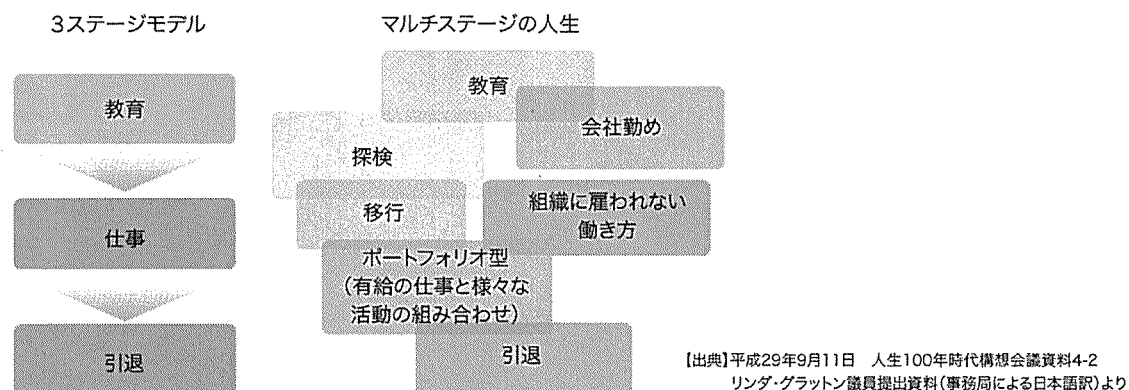 3ステージモデル
教育
仕事
引退
マルチステージの人生
教育
会社勤め
探検
移行
組織に雇われない
働き方
ポートフォリオ型
(有給の仕事と様々な
活動の組み合わせ)
引退
【出典】平成29年9月11日 人生100年時代構想会議資料4-2
リンダ・グラットン議員提出資料(事務局による日本語訳)より